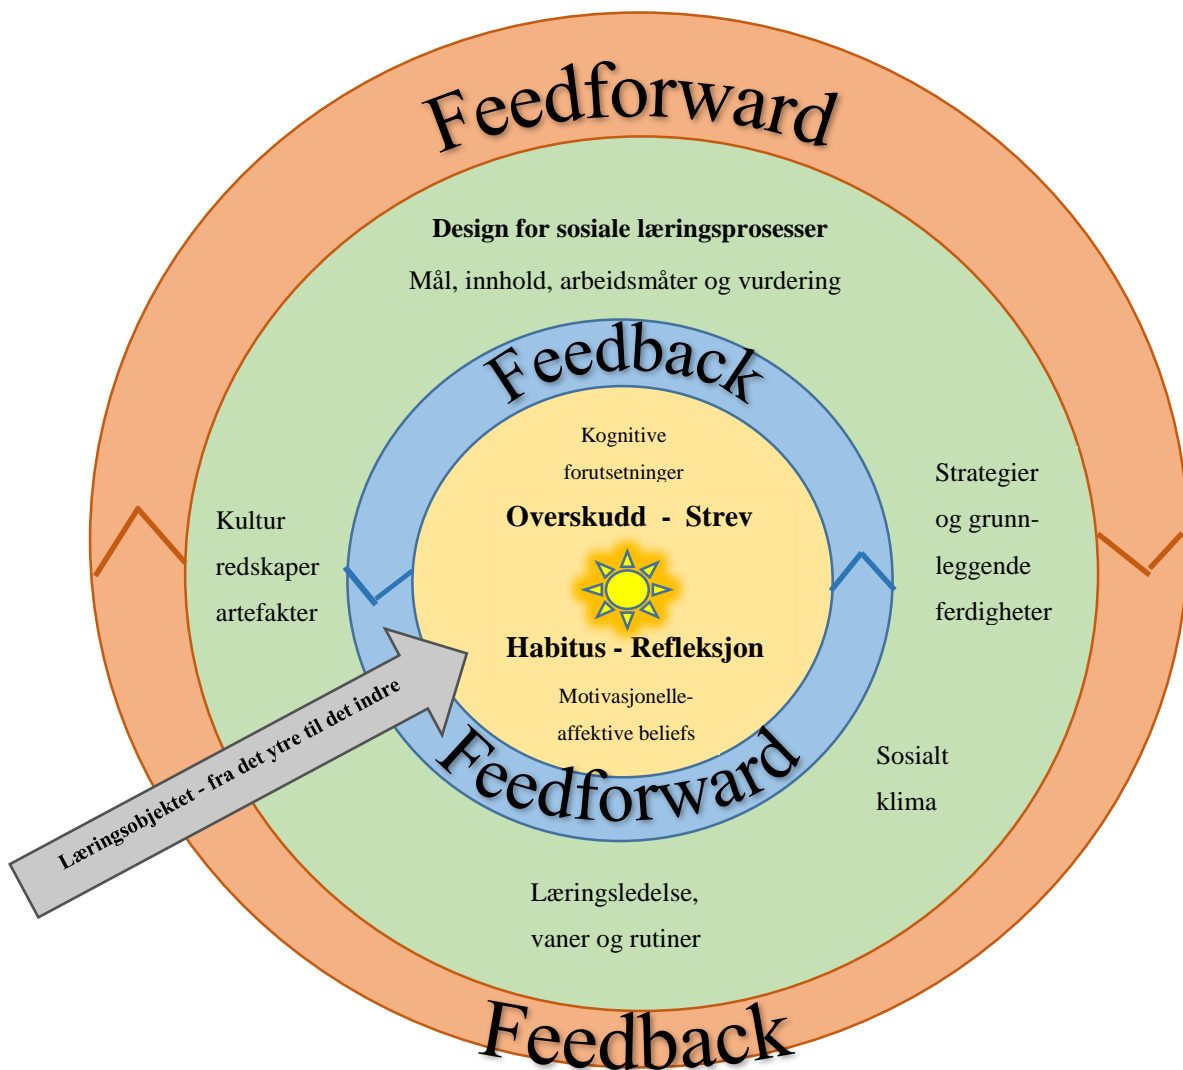 Feedforward
Design for sosiale læringsprosesser
Mål, innhold, arbeidsmåter og vurdering
Feedback
Kognitive
forutsetninger
Overskudd - Strev
Habitus - Refleksjon
Motivasjonelle-
affektive beliefs
Feedforward
Kultur
redskaper
artefakter
Strategier
og grunn-
leggende
ferdigheter
Sosialt
klima
Læringsobjektet - fra det ytre til det indre
Læringsledelse,
vaner og rutiner
Feedback